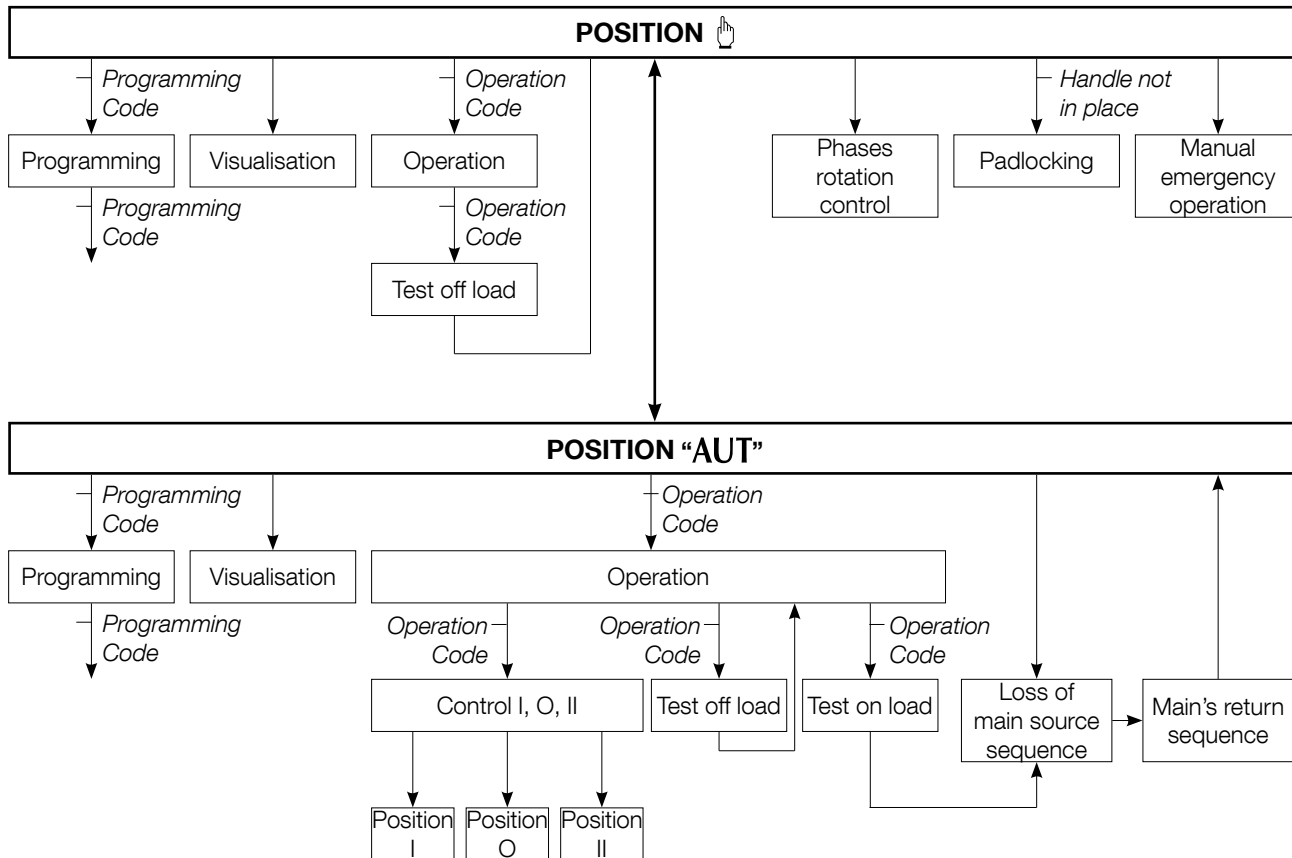 POSITION
Programming
Code
Operation
Code
Handle not
in place
Programming
Visualisation
Operation
Phases
rotation
control
Padlocking
Manual
emergency
operation
Programming
Code
Operation
Code
Test off load
POSITION “AUT”
Programming
Code
Operation
Code
Programming
Visualisation
Operation
Programming
Code
Operation
Code
Operation
Code
Operation
Code
Control I, O, II
Test off load
Test on load
Loss of
main source
sequence
Main’s return
sequence
Position
I
Position
O
Position
II